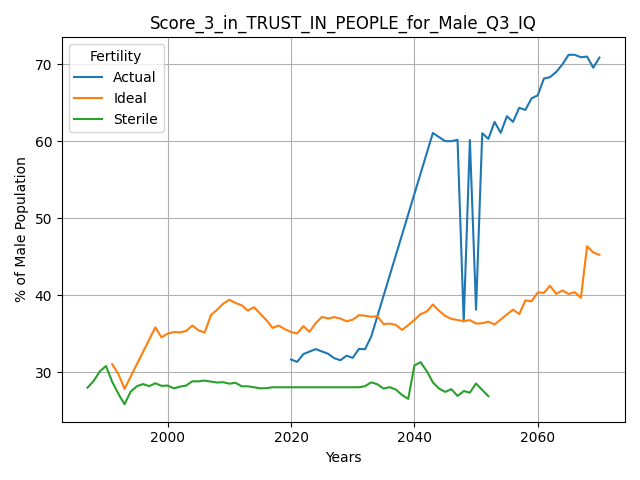 Score_3_in_TRUST_IN_PEOPLE_for_Male_Q3_IQ
Fertility
Actual
Ideal
Sterile
% of Male Population
70
60
50
40
30
2000
2020
2040
2060
Years